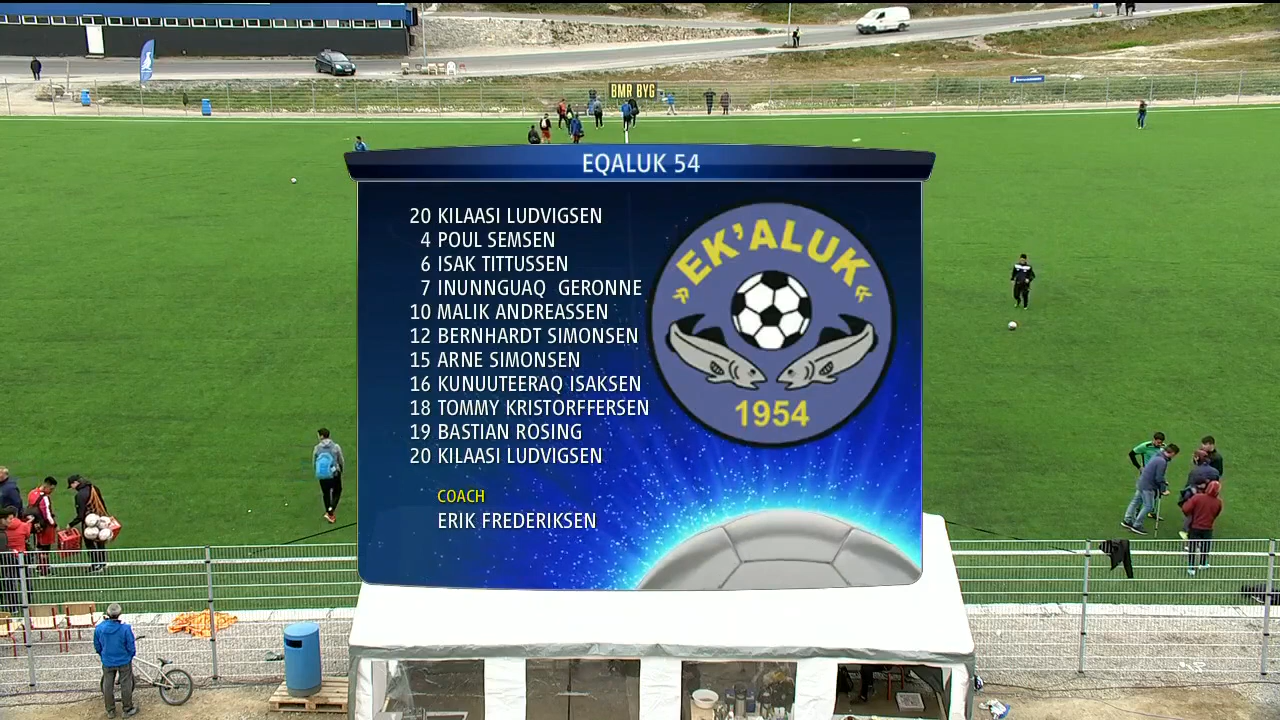 BMR BYG
EQALUK 54
20 KILAASI LUDVIGSEN
4 POUL SEMSEN
6 ISAK TITTUSSEN
7 INUNNGUAQ GERONNE
10 MALIK ANDREASSEN
12 BERNHARDT SIMONSEN
15 ARNE SIMONSEN
16 KUNUUTEERAQ ISAKSEN
18 TOMMY KRISTORFFERSEN
19 BASTIAN ROSING
20 KILAASI LUDVIGSEN
COACH
ERIK FREDERIKSEN
»EK'ALUK«
1954